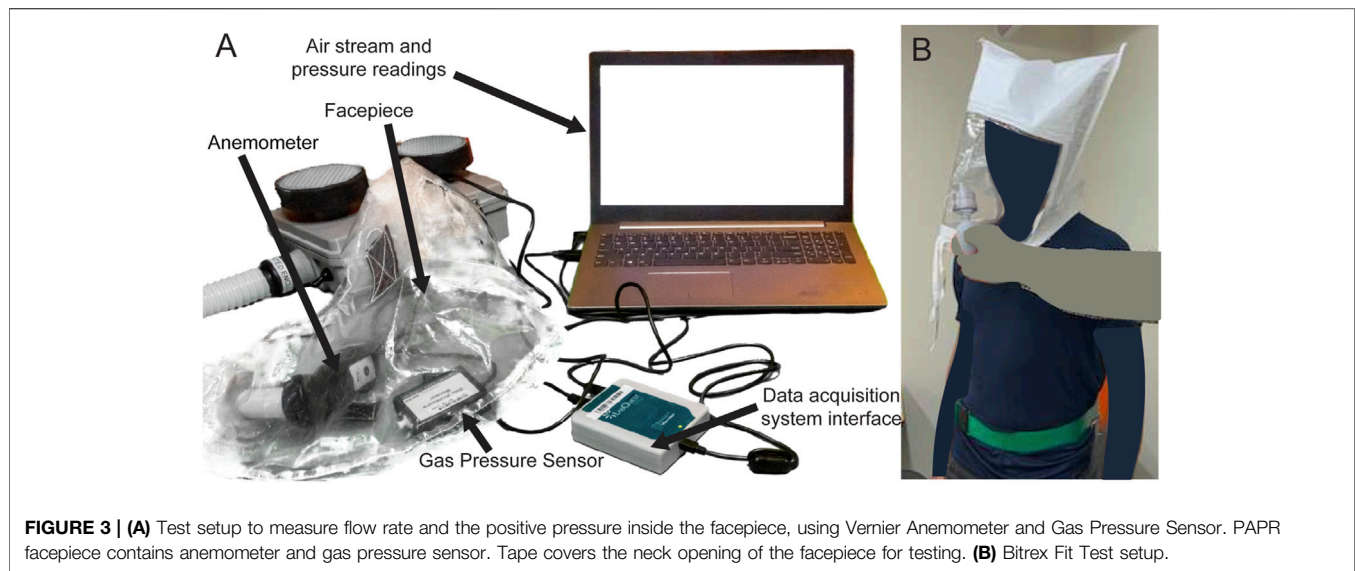 A
Air stream and
pressure readings
Facepiece
Anemometer
Data acquisition
system interface
Gas Pressure Sensor
B
FIGURE 3 | (A) Test setup to measure flow rate and the positive pressure inside the facepiece, using Vernier Anemometer and Gas Pressure Sensor. PAPR
facepiece contains anemometer and gas pressure sensor. Tape covers the neck opening of the facepiece for testing. (B) Bitrex Fit Test setup.